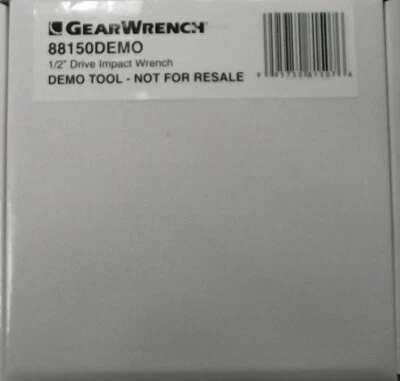 GEARWRENCH
88150DEMO
1/2" Drive Impact Wrench
DEMO TOOL - NOT FOR RESALE